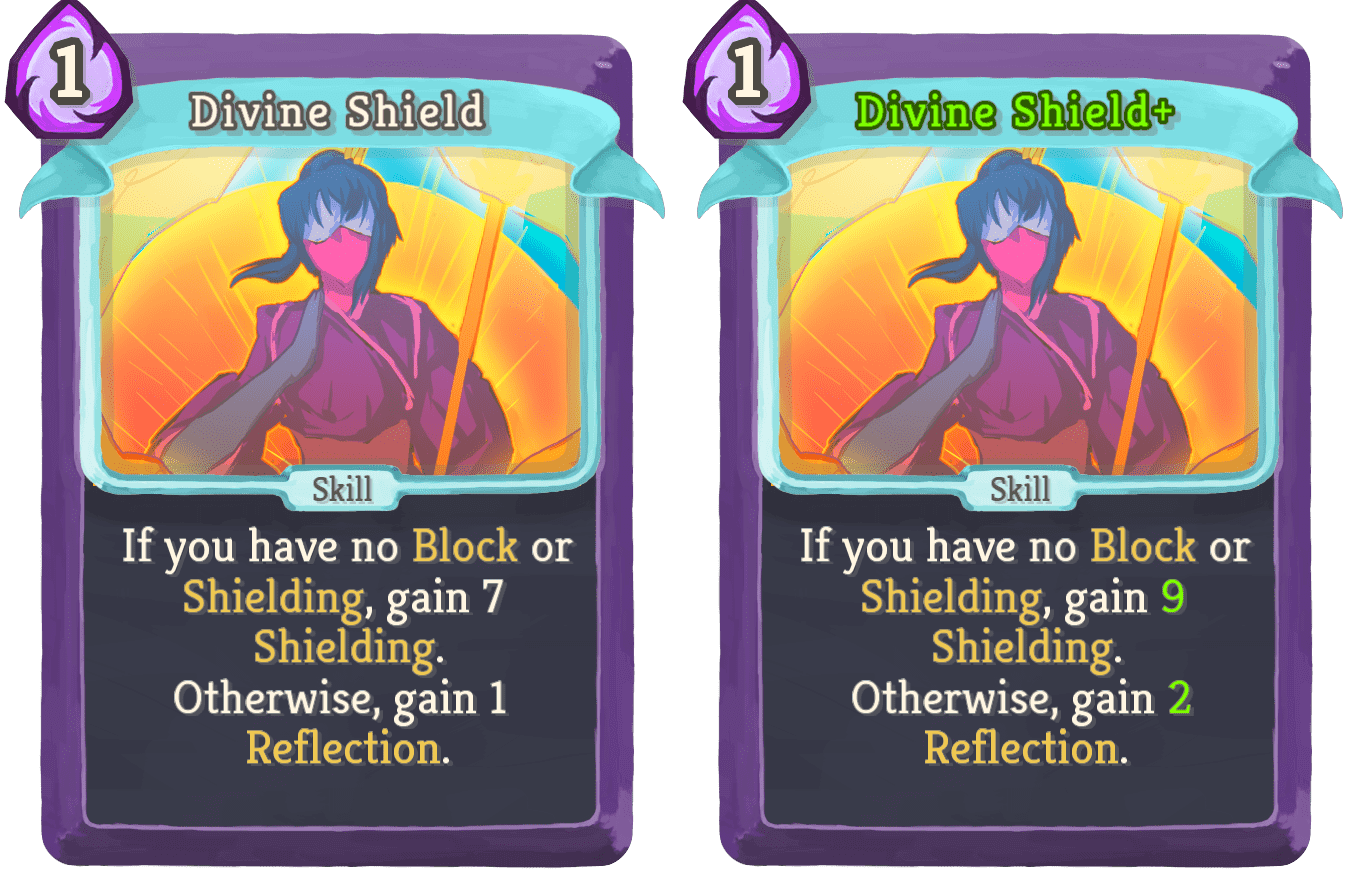 1
Divine Shield
Skill
If you have no Block or
Shielding, gain 7
Shielding.
Otherwise, gain 1
Reflection.
1
Divine Shield+
Skill
If you have no Block or
Shielding, gain 9
Shielding.
Otherwise, gain 2
Reflection.